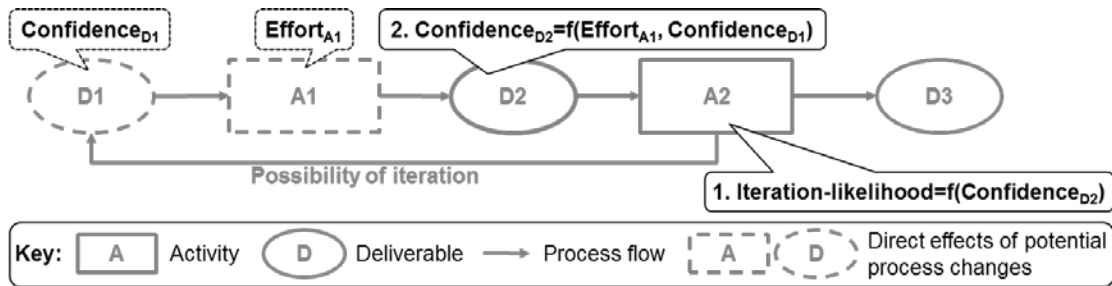 Confidence_D1
Effort_A1
2. Confidence_D2=f(Effort_A1, Confidence_D1)
D1
A1
D2
A2
D3
Possibility of iteration
1. Iteration-likelihood=f(Confidence_D2)
Key:
A
Activity
D
Deliverable
Process flow
A
D
Direct effects of potential
process changes